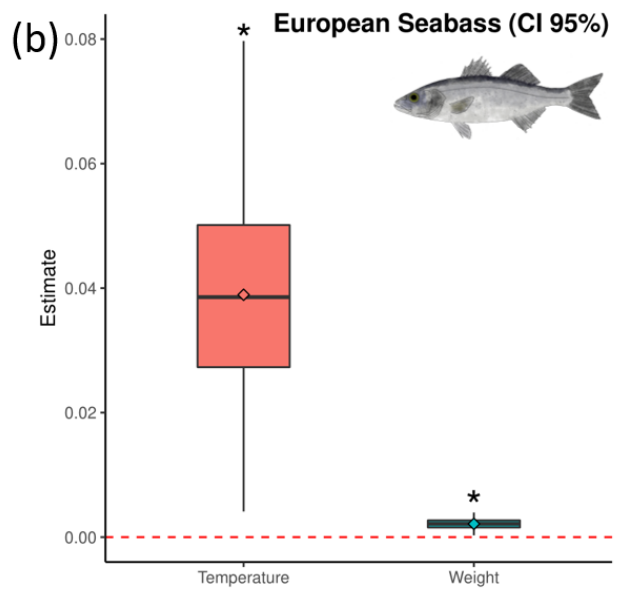 (b)
European Seabass (CI 95%)
*
0.08
0.06
Estimate
0.04
0.02
*
0.00
Temperature
Weight